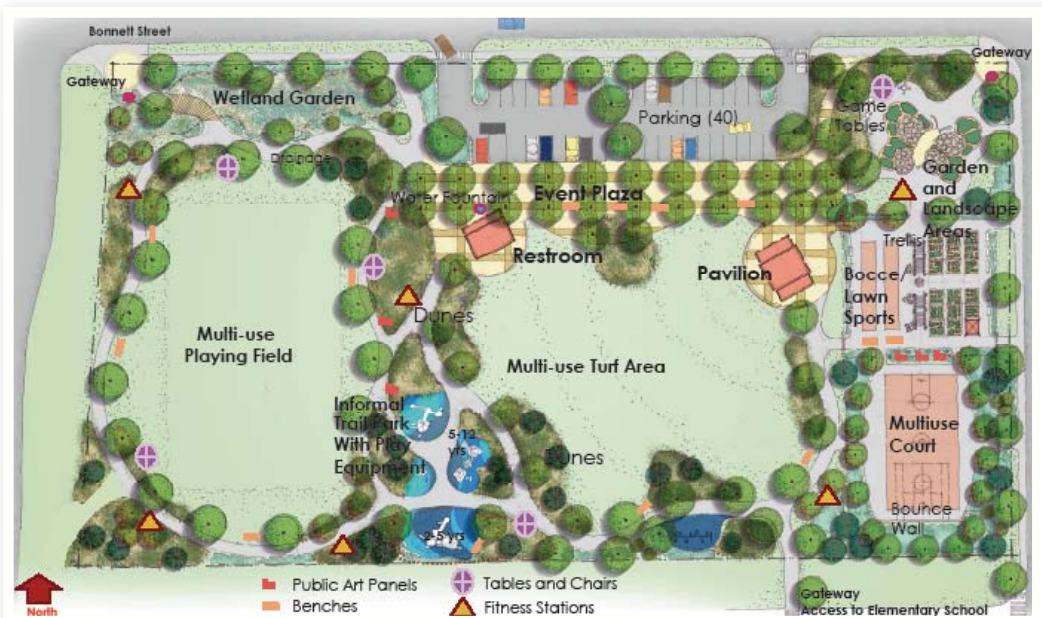 Bonnett Street
Gateway
Gateway
Welland Garden
Parking (40)
Game
Tables
Drainage
Garden
and
Landscape
Areas
Water Fountain
Event Plaza
Restroom
Pavilion
Trellis
Bocce/
Lawn
Sports
Dunes
Multi-use
Playing Field
Multi-use Turf Area
Informal
Trail Park
With Play
Equipment
5-12
yrs
Dunes
Multiuse
Court
Bounce
Wall
2-5 yrs
Public Art Panels
Benches
Tables and Chairs
Fitness Stations
North
Gateway
Access to Elementary School